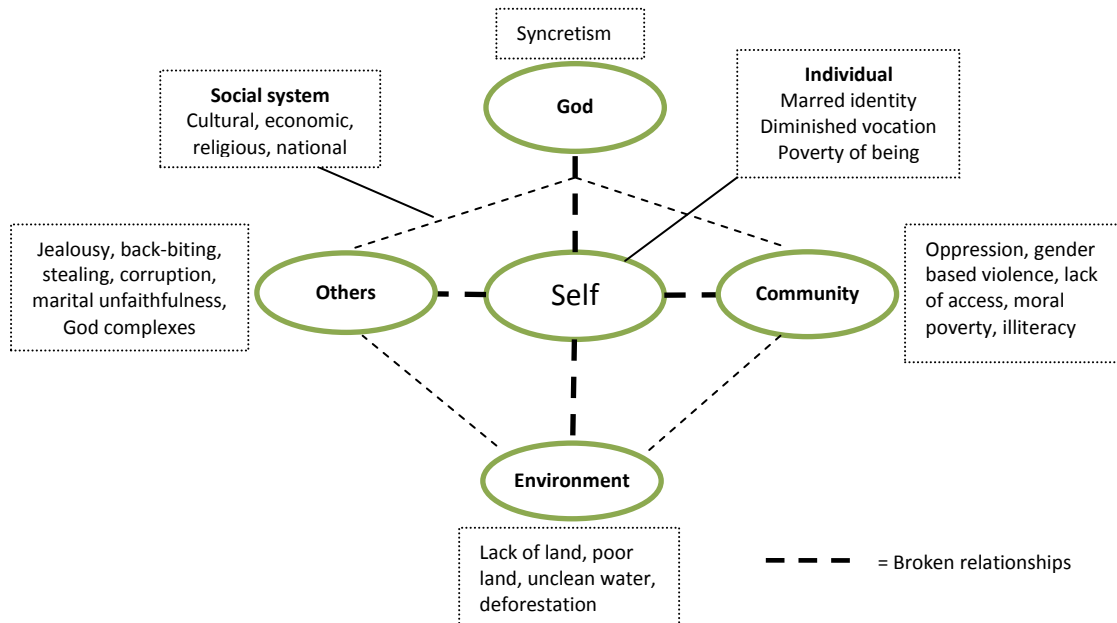 Syncretism
God
Social system
Cultural, economic,
religious, national
Individual
Marred identity
Diminished vocation
Poverty of being
Jealousy, back-biting,
stealing, corruption,
marital unfaithfulness,
God complexes
Others
Self
Community
Oppression, gender
based violence, lack
of access, moral
poverty, illiteracy
Environment
Lack of land, poor
land, unclean water,
deforestation
= Broken relationships